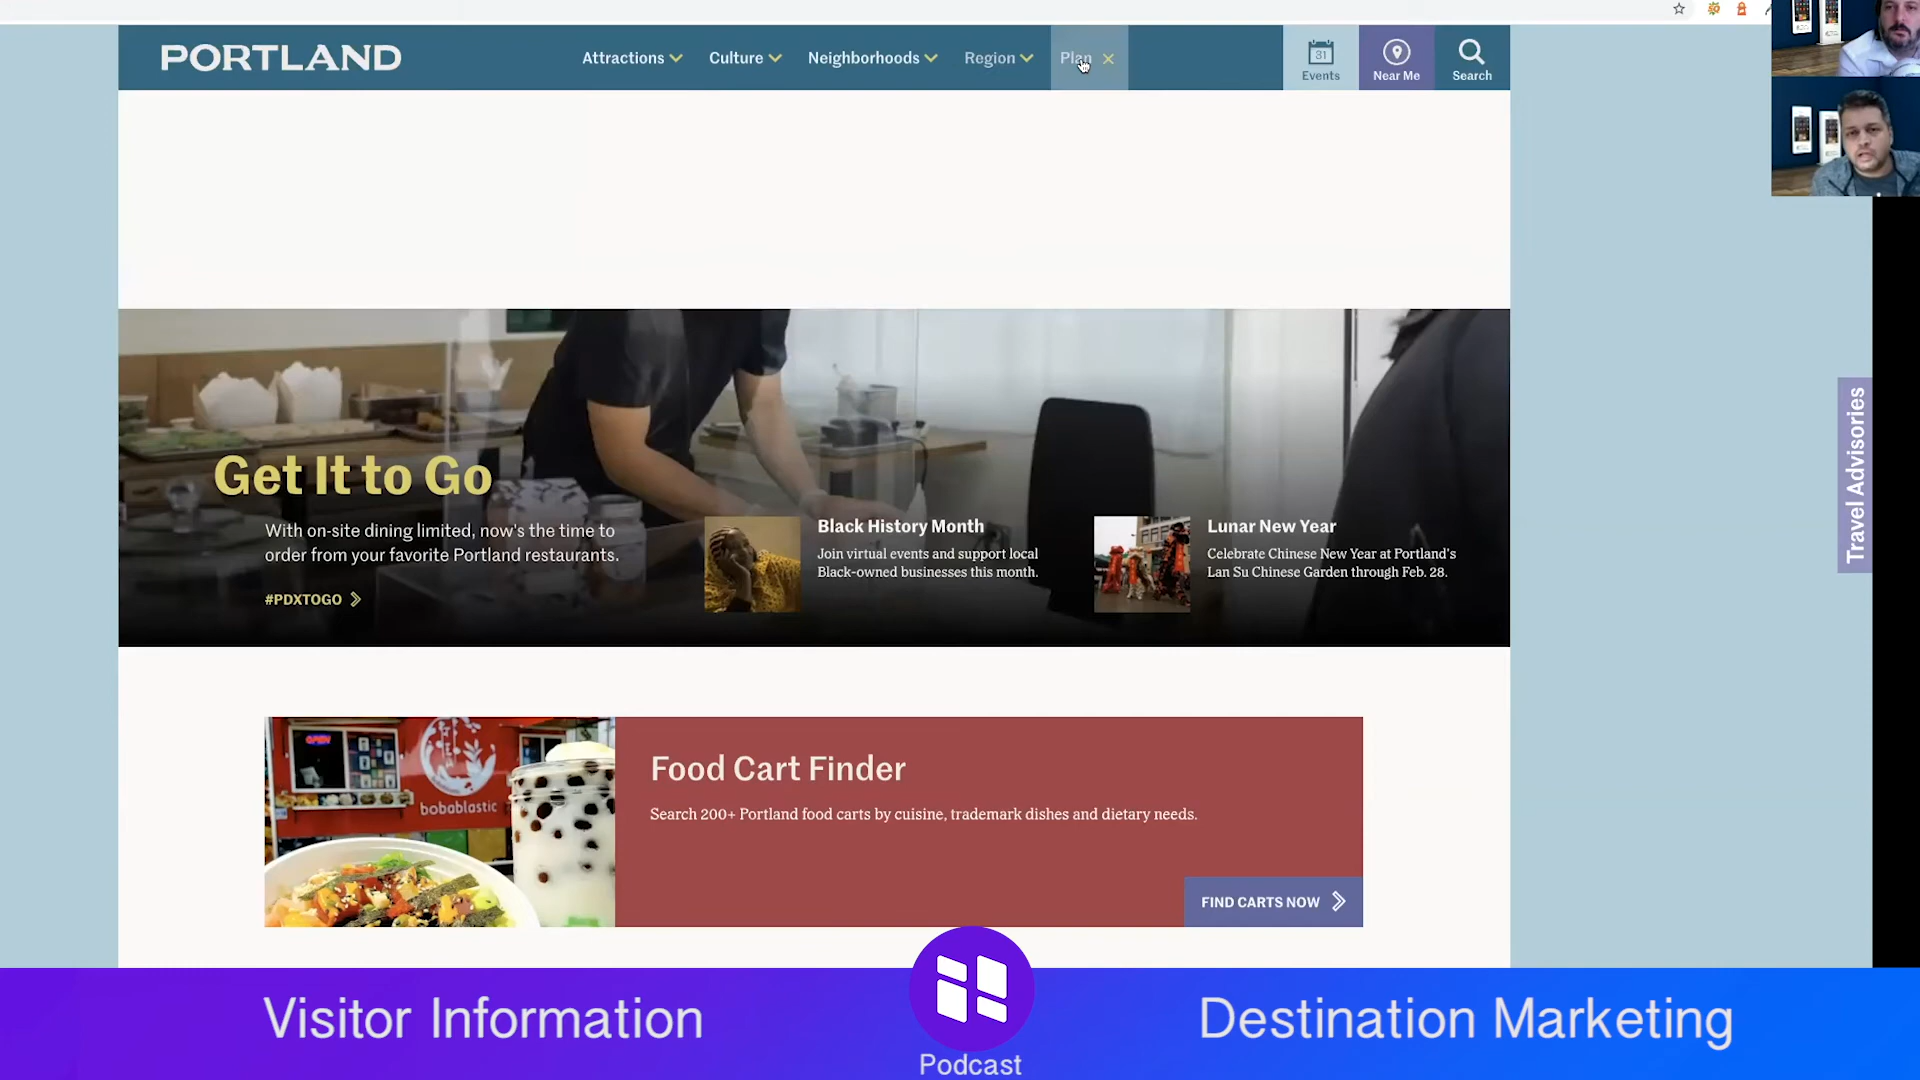 PORTLAND
Attractions
Culture
Neighborhoods
Region
Plan
31
Events
Near Me
Search
Get It to Go
With on-site dining limited, now's the time to
order from your favorite Portland restaurants.
#PDXTOGO
Black History Month
Join virtual events and support local
Black-owned businesses this month.
Lunar New Year
Celebrate Chinese New Year at Portland's
Lan Su Chinese Garden through Feb. 28.
Travel Advisories
OPEN
bobablastic
Food Cart Finder
Search 200+ Portland food carts by cuisine, trademark dishes and dietary needs.
FIND CARTS NOW
Visitor Information
Podcast
Destination Marketing